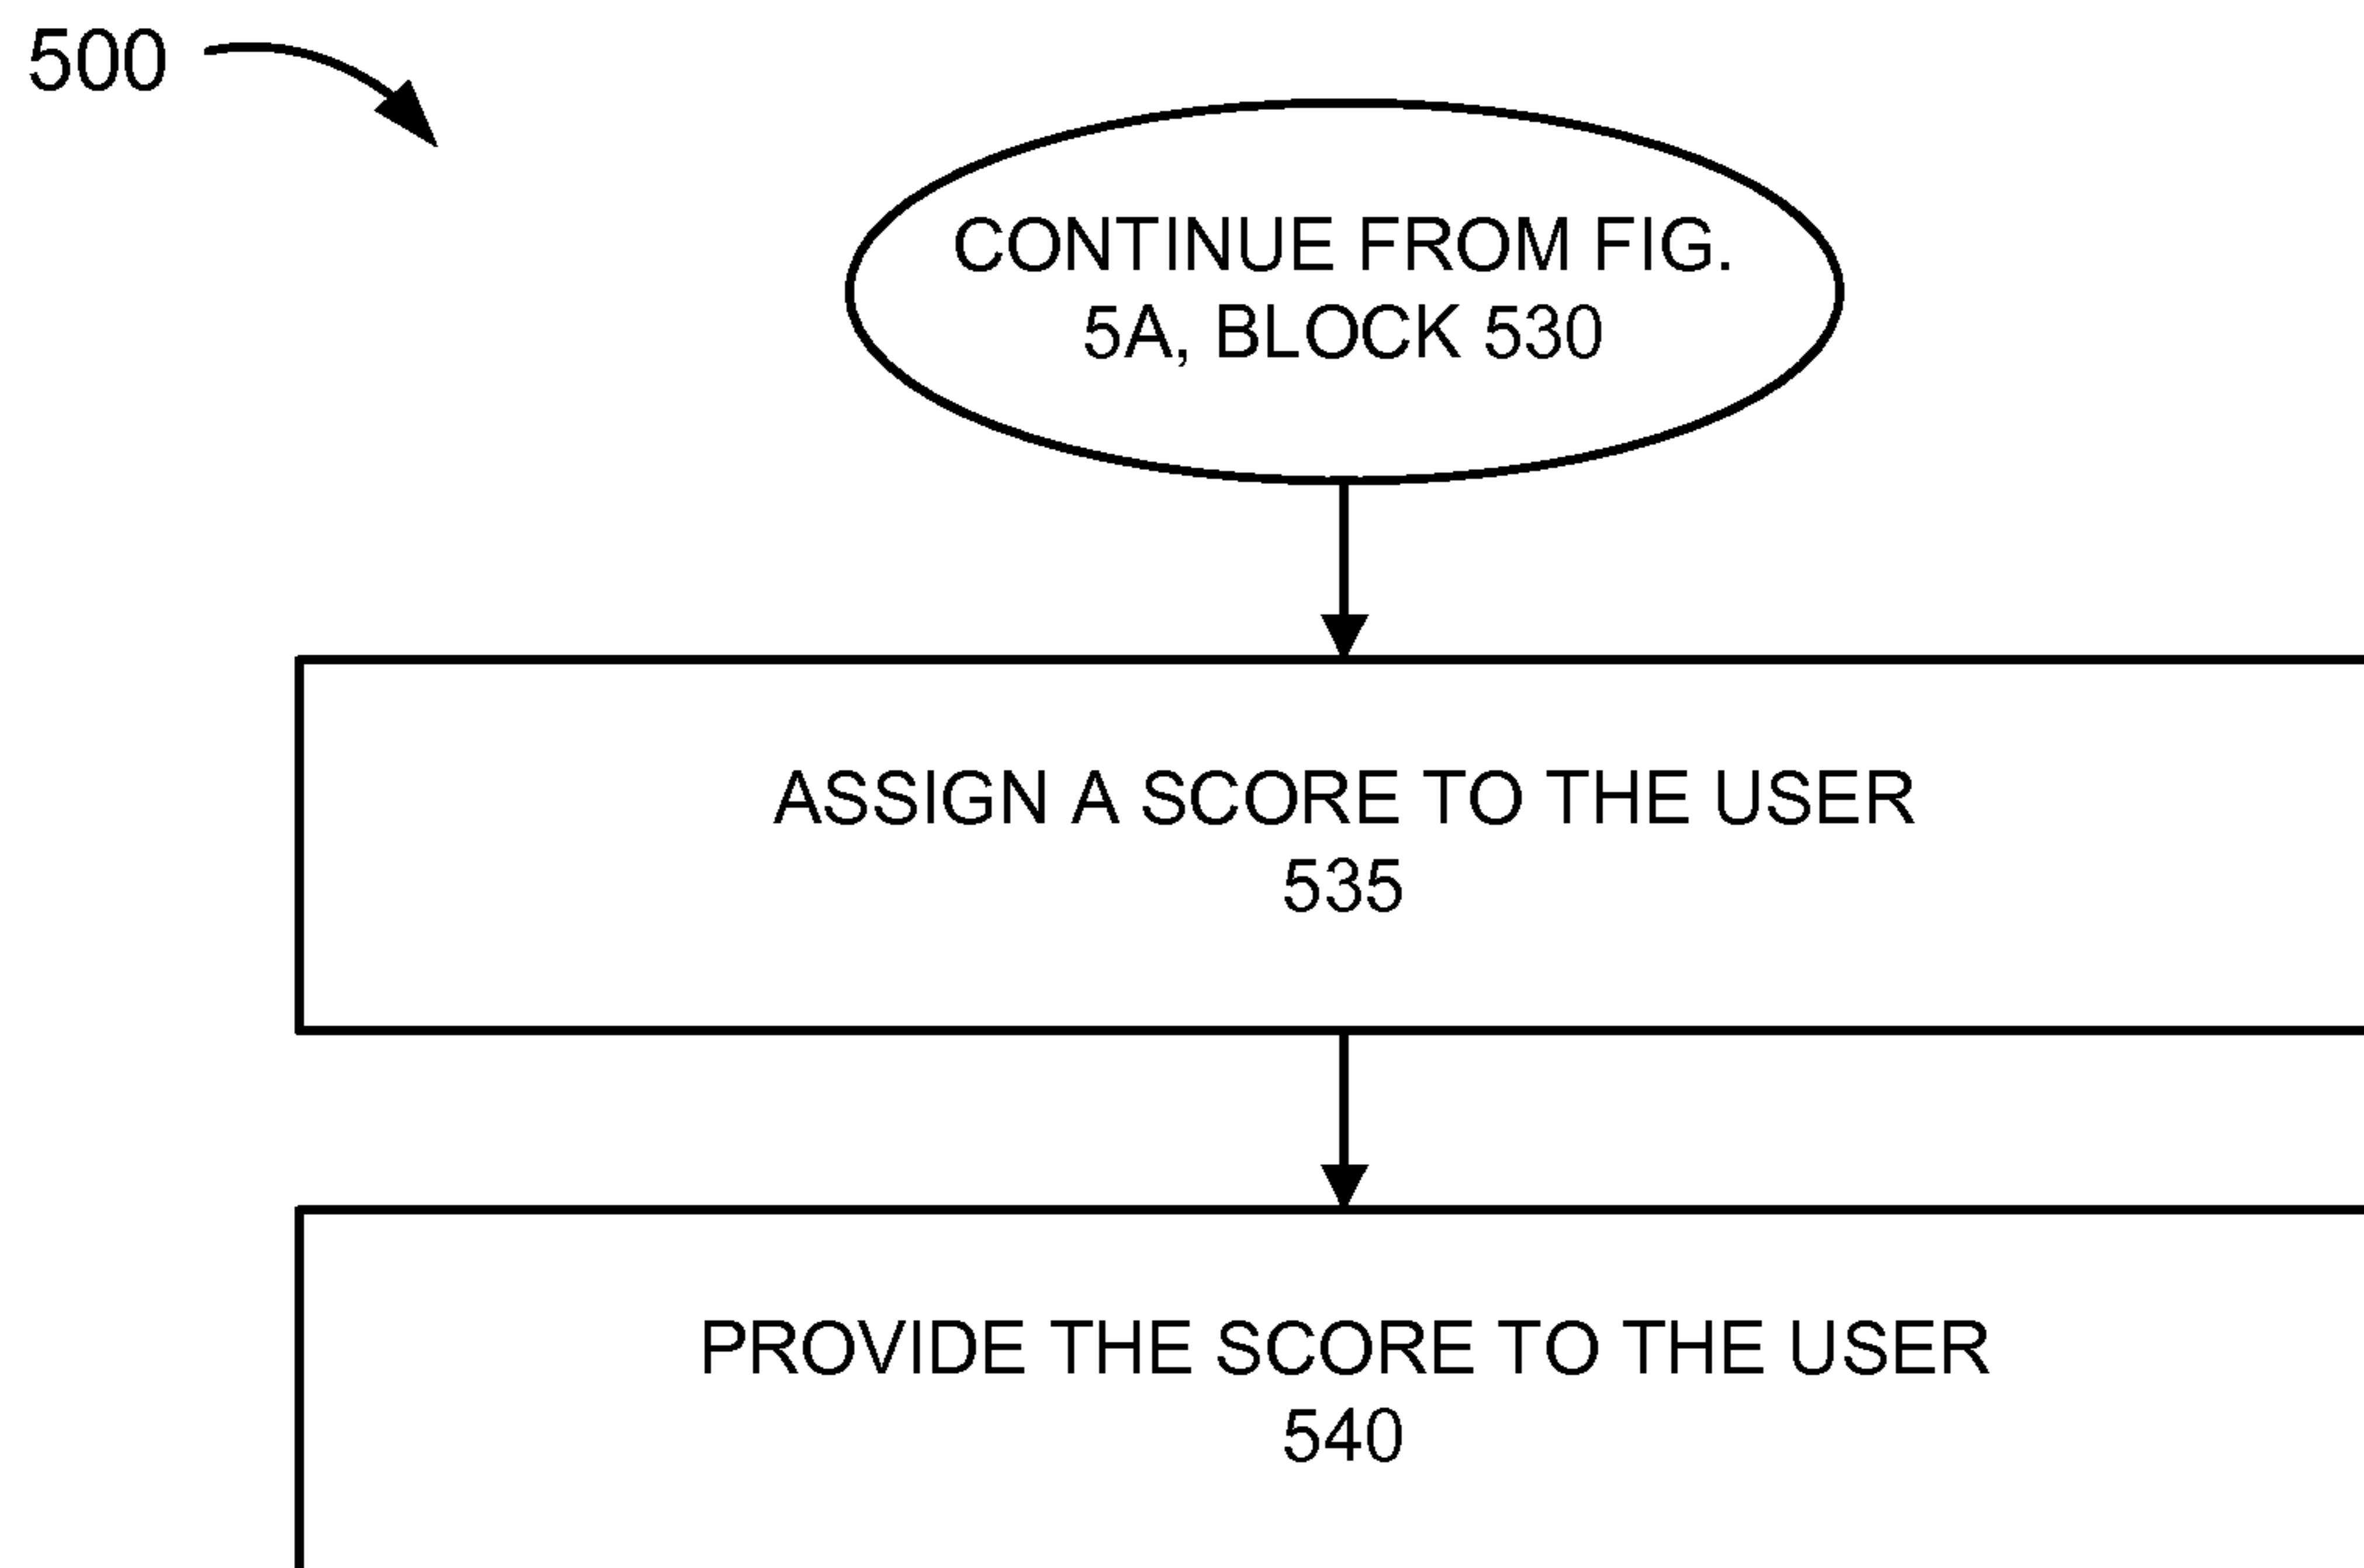 500
CONTINUE FROM FIG.
5A, BLOCK 530
ASSIGN A SCORE TO THE USER
535
PROVIDE THE SCORE TO THE USER
540